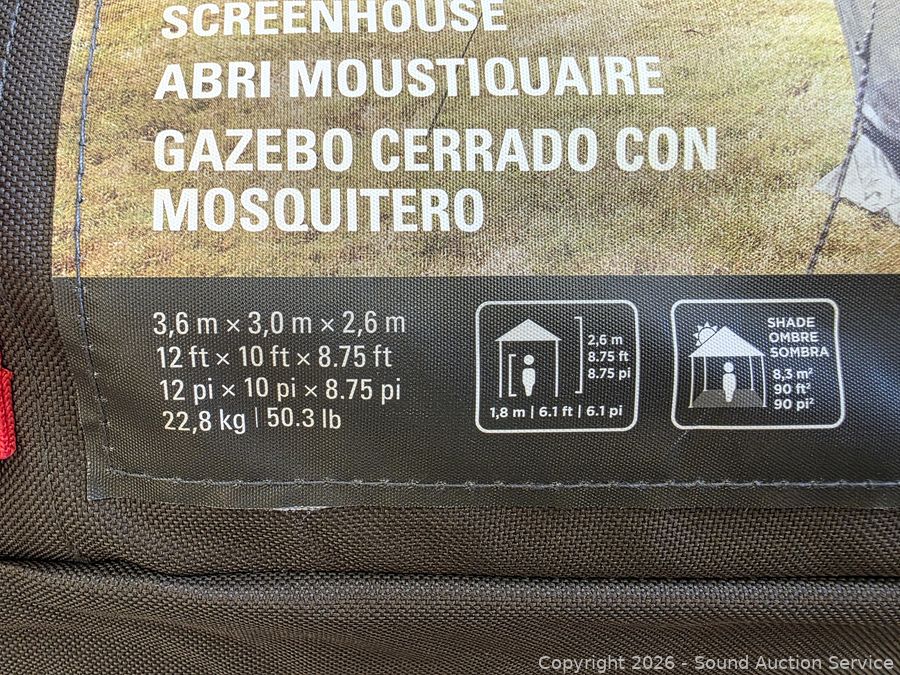 SCREENHOUSE
ABRI MOUSTIQUAIRE
GAZEBO CERRADO CON
MOSQUITERO
3,6 m × 3,0 m × 2,6 m
12 ft × 10 ft × 8.75 ft
12 pi × 10 pi × 8.75 pi
22,8 kg | 50.3 lb
2,6 m
8.75 ft
8.75 pi
1,8 m | 6.1 ft | 6.1 pi
SHADE
OMBRE
SOMBRA
8,3 m²
90 ft²
90 pi²
Copyright 2026 - Sound Auction Service